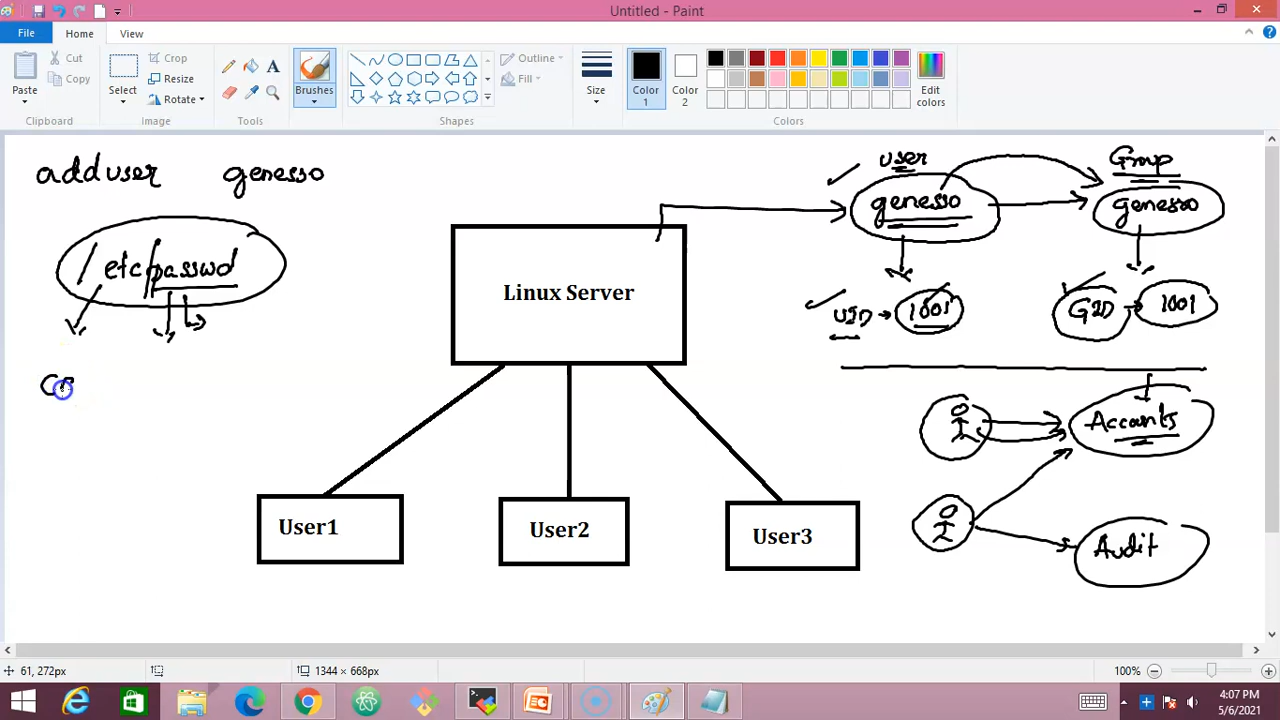 Untitled - Paint
File
Home
View
Paste
Cut
Copy
Clipboard
Select
Crop
Resize
Rotate
Image
Tools
Brushes
Outline
Fill
Shapes
Size
Color
1
Color
2
Edit
colors
Colors
adduser genesso
/etc/passwd
Linux Server
User1
User2
User3
user
genesso
Group
genesso
UID
1001
GID
1001
Accounts
Audit
61, 272px
1344 × 668px
100%
4:07 PM
5/6/2021